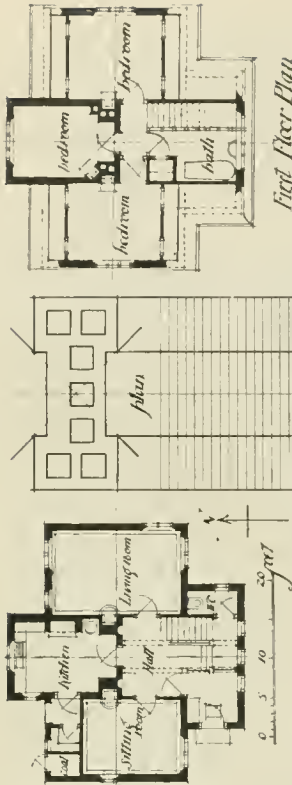 bedroom
bedroom
bedroom
bath
First Floor Plan
plan
Kitchen
Coal
Living room
Sitting
room
Hall
N
0 5 10 20 feet